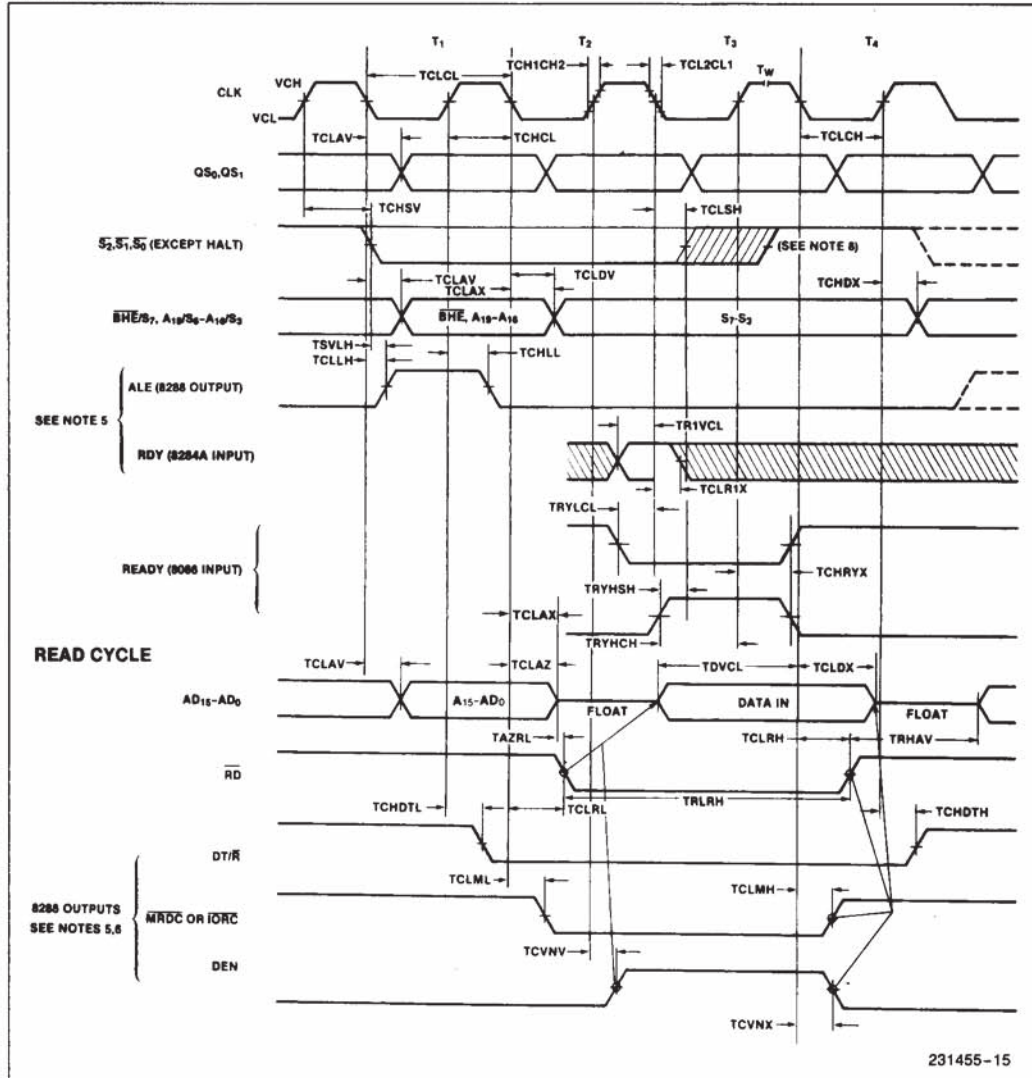 T1 T2 T3 T4
TCH1CH2 TCL2CL1
TCLCL TW
VCH
CLK
VCL
TCLCH
TCLAV TCHCL
QS0,QS1
TCHSV TCLSH
S2,S1,S0 (EXCEPT HALT) (SEE NOTE 8)
TCLAV TCLDV
TCLAX TCHDX
BHE/S7, A19/S6-A16/S3 BHE, A19-A16 S7-S3
TSVLH TCHLL
TCLLH
ALE (8288 OUTPUT)
SEE NOTE 5
TR1VCL
RDY (8284A INPUT)
TCLR1X
TRYLCL
READY (8086 INPUT) TCHRYX
TRYHSH
TCLAX
TRYHCH
READ CYCLE
TCLAV TCLAZ TDVCL TCLDX
AD15-AD0 A15-AD0 FLOAT DATA IN FLOAT
TAZRL TCLRH TRHAV
RD
TRLRH
TCHDTL TCLRL TCHDTH
DT/R
TCLML TCLMH
8288 OUTPUTS
SEE NOTES 5,6
MRDC OR IORC
TCVNV
DEN
TCVNX
231455-15